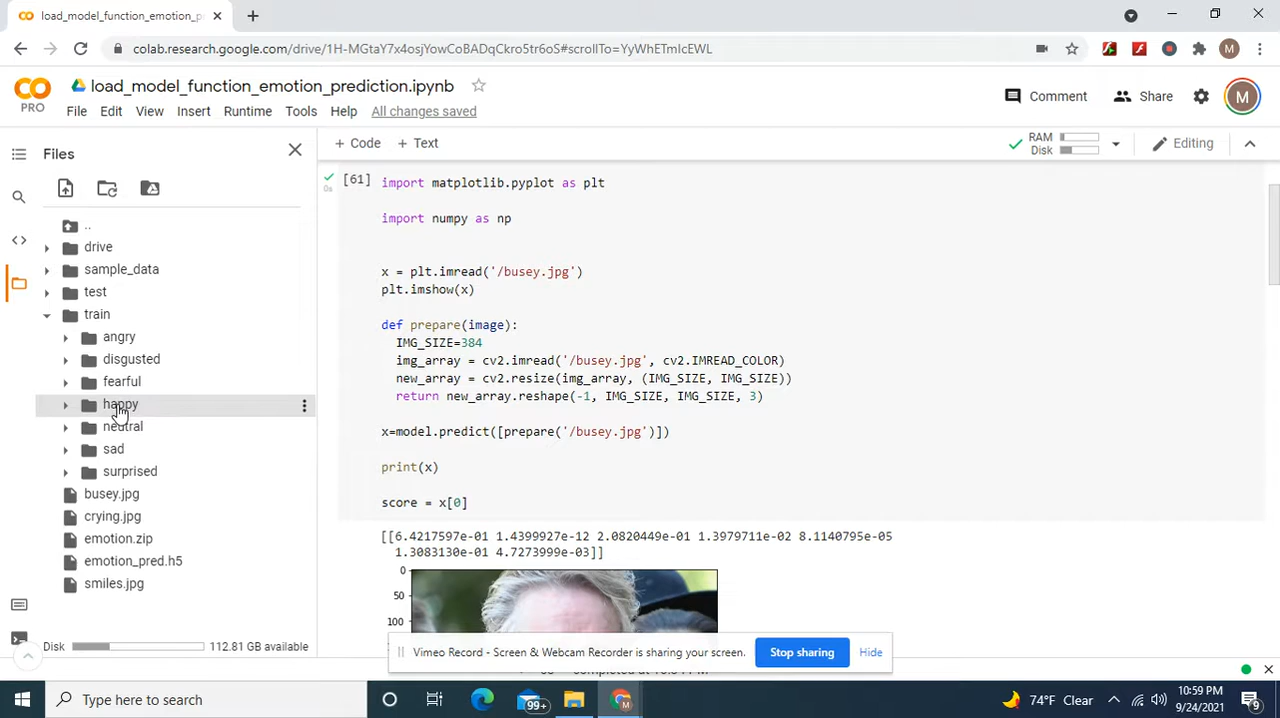 load_model_function_emotion_p
colab.research.google.com/drive/1H-MGtaY7x4osjYowCoBADqCkro5tr6oS#scrollTo=YyWhETmIcEWL
M
PRO
load_model_function_emotion_prediction.ipynb
File Edit View Insert Runtime Tools Help All changes saved
Comment Share M
Files
+ Code + Text
RAM
Disk
Editing
..
drive
sample_data
test
train
angry
disgusted
fearful
happy
neutral
sad
surprised
busey.jpg
crying.jpg
emotion.zip
emotion_pred.h5
smiles.jpg
Disk 112.81 GB available
[61]
0s
import matplotlib.pyplot as plt
import numpy as np
x = plt.imread('/busey.jpg')
plt.imshow(x)
def prepare(image):
IMG_SIZE=384
img_array = cv2.imread('/busey.jpg', cv2.IMREAD_COLOR)
new_array = cv2.resize(img_array, (IMG_SIZE, IMG_SIZE))
return new_array.reshape(-1, IMG_SIZE, IMG_SIZE, 3)
x=model.predict([prepare('/busey.jpg')])
print(x)
score = x[0]
[[6.4217597e-01 1.4399927e-12 2.0820449e-01 1.3979711e-02 8.1140795e-05
1.3083130e-01 4.7273999e-03]]
0
50
100
Vimeo Record - Screen & Webcam Recorder is sharing your screen. Stop sharing Hide
Type here to search
99+
M
74°F Clear
10:59 PM
9/24/2021
9